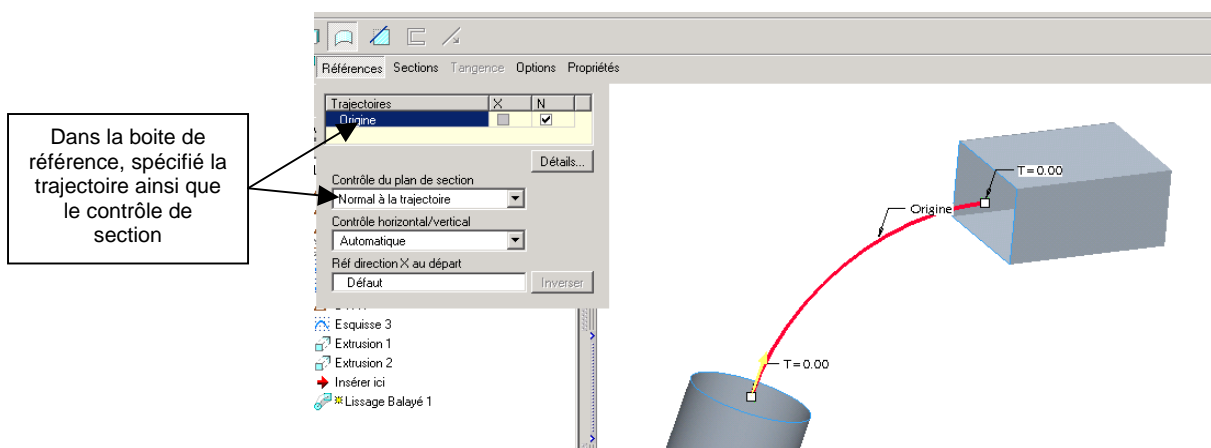 Références Sections Tangence Options Propriétés
Trajectoires X N
Origine
Détails...
Contrôle du plan de section
Normal à la trajectoire
Contrôle horizontal/vertical
Automatique
Réf direction X au départ
Défaut Inverser
Esquisse 3
Extrusion 1
Extrusion 2
Insérer ici
Lissage Balayé 1
Dans la boite de
référence, spécifié la
trajectoire ainsi que
le contrôle de
section
T=0.00
Origine
T=0.00